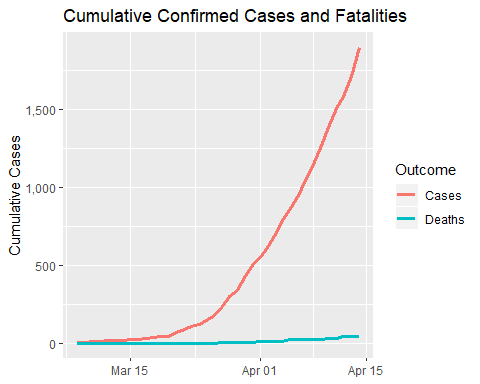 Cumulative Confirmed Cases and Fatalities
Cumulative Cases
1,500
1,000
500
0
Mar 15
Apr 01
Apr 15
Outcome
Cases
Deaths